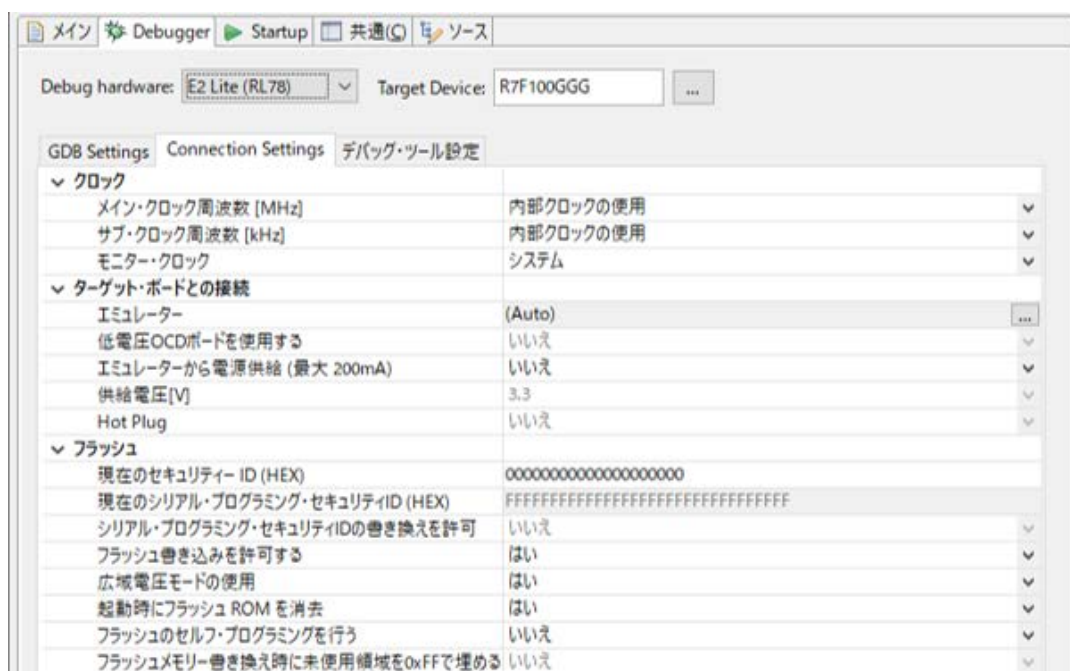 メイン Debugger Startup 共通(C) ソース
Debug hardware: E2 Lite (RL78) Target Device: R7F100GGG ...
GDB Settings Connection Settings デバッグ・ツール設定
クロック
メイン・クロック周波数 [MHz] 内部クロックの使用
サブ・クロック周波数 [kHz] 内部クロックの使用
モニター・クロック システム
ターゲット・ボードとの接続
エミュレーター (Auto) ...
低電圧OCDボードを使用する いいえ
エミュレーターから電源供給 (最大 200mA) いいえ
供給電圧[V] 3.3
Hot Plug いいえ
フラッシュ
現在のセキュリティー ID (HEX) 00000000000000000000
現在のシリアル・プログラミング・セキュリティID (HEX) FFFFFFFFFFFFFFFFFFFFFFFFFFFFFFFF
シリアル・プログラミング・セキュリティIDの書き換えを許可 いいえ
フラッシュ書き込みを許可する はい
広域電圧モードの使用 はい
起動時にフラッシュ ROM を消去 はい
フラッシュのセルフ・プログラミングを行う いいえ
フラッシュメモリー書き換え時に未使用領域を0xFFで埋める いいえ